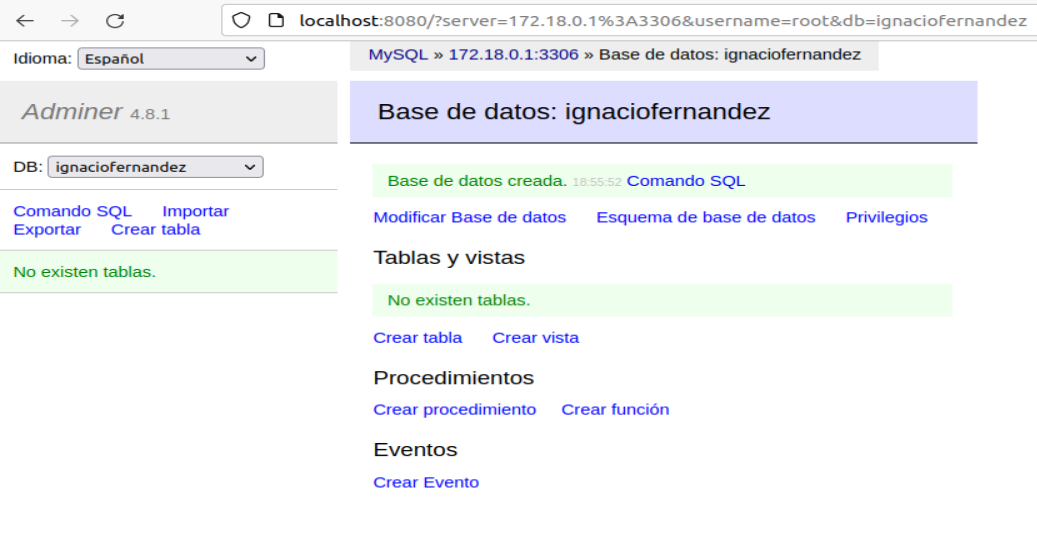 localhost:8080/?server=172.18.0.1%3A3306&username=root&db=ignaciofernandez
Idioma: Español
MySQL » 172.18.0.1:3306 » Base de datos: ignaciofernandez
Adminer 4.8.1
Base de datos: ignaciofernandez
DB: ignaciofernandez
Comando SQL Importar
Exportar Crear tabla
No existen tablas.
Base de datos creada. 18:55:52 Comando SQL
Modificar Base de datos Esquema de base de datos Privilegios
Tablas y vistas
No existen tablas.
Crear tabla Crear vista
Procedimientos
Crear procedimiento Crear función
Eventos
Crear Evento